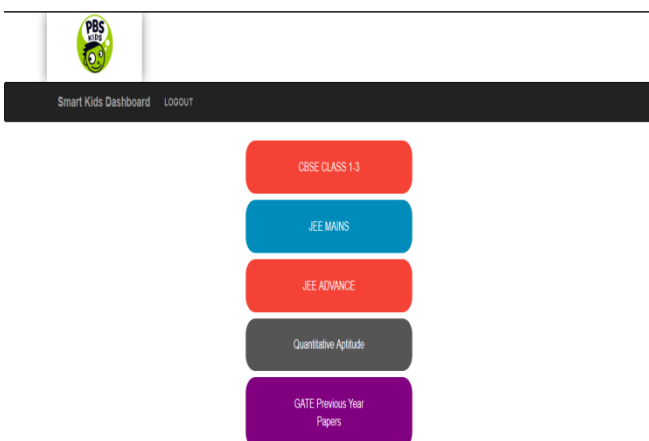 PBS
KIDS
Smart Kids Dashboard LOGOUT
CBSE CLASS 1-3
JEE MAINS
JEE ADVANCE
Quantitative Aptitude
GATE Previous Year
Papers